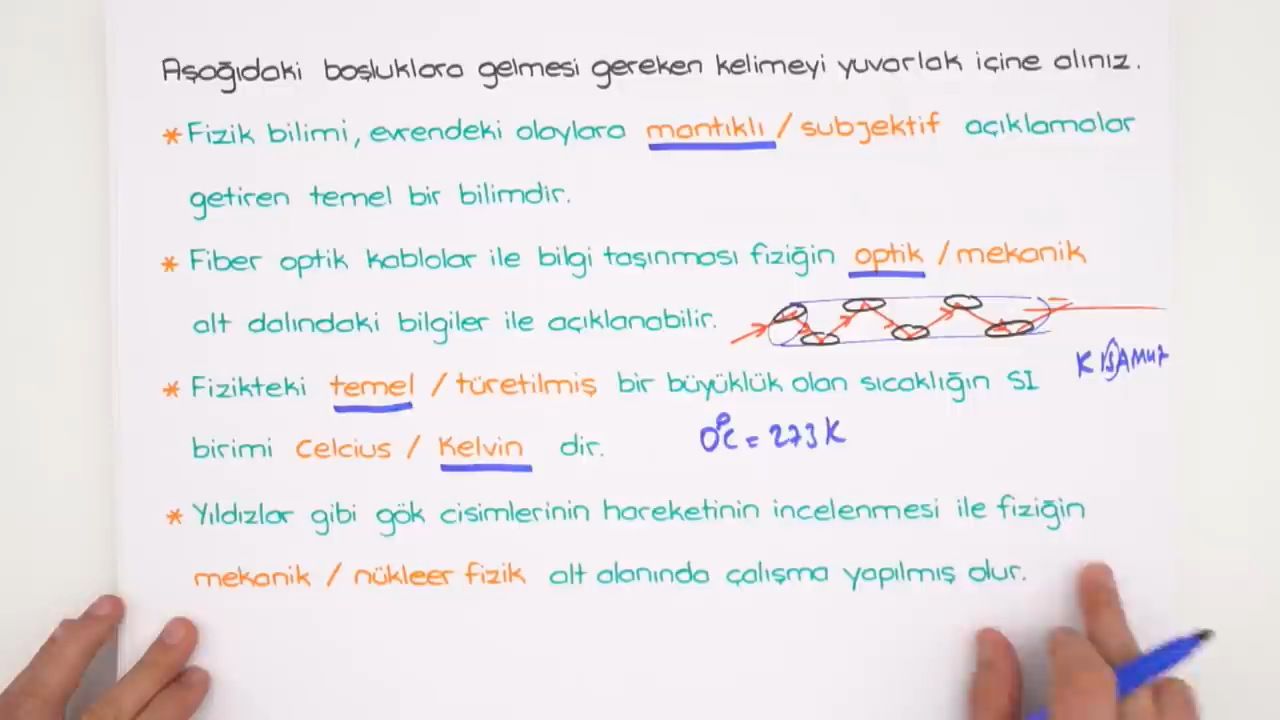 Aşağıdaki boşluklara gelmesi gereken kelimeyi yuvarlak içine alınız.
* Fizik bilimi, evrendeki olaylara mantıklı / subjektif açıklamalar
getiren temel bir bilimdir.
* Fiber optik kablolar ile bilgi taşınması fiziğin optik / mekanik
alt dalındaki bilgiler ile açıklanabilir.
* Fizikteki temel / türetilmiş bir büyüklük olan sıcaklığın SI
birimi Celcius / Kelvin dir.
0°C = 273 K
* Yıldızlar gibi gök cisimlerinin hareketinin incelenmesi ile fiziğin
mekanik / nükleer fizik alt alanında çalışma yapılmış olur.